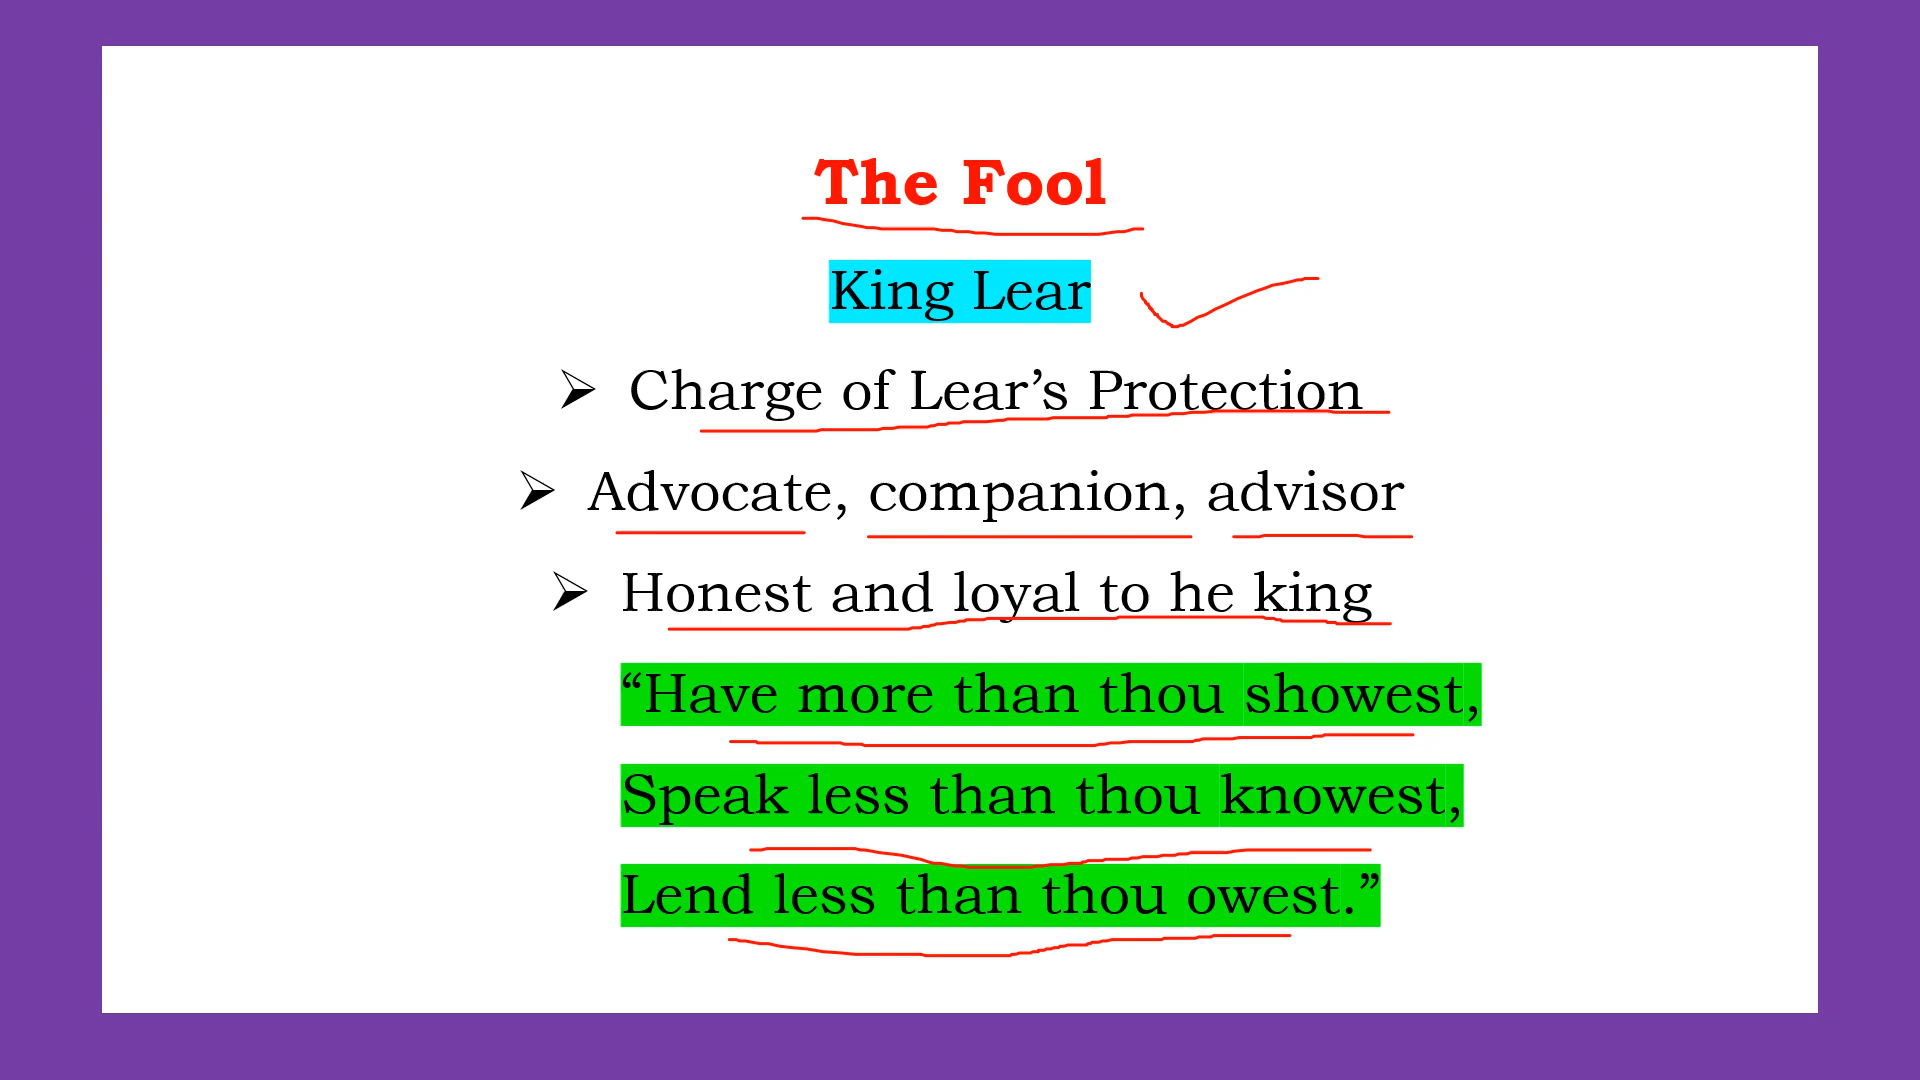 The Fool
King Lear
➢ Charge of Lear’s Protection
➢ Advocate, companion, advisor
➢ Honest and loyal to he king
“Have more than thou showest,
Speak less than thou knowest,
Lend less than thou owest.”